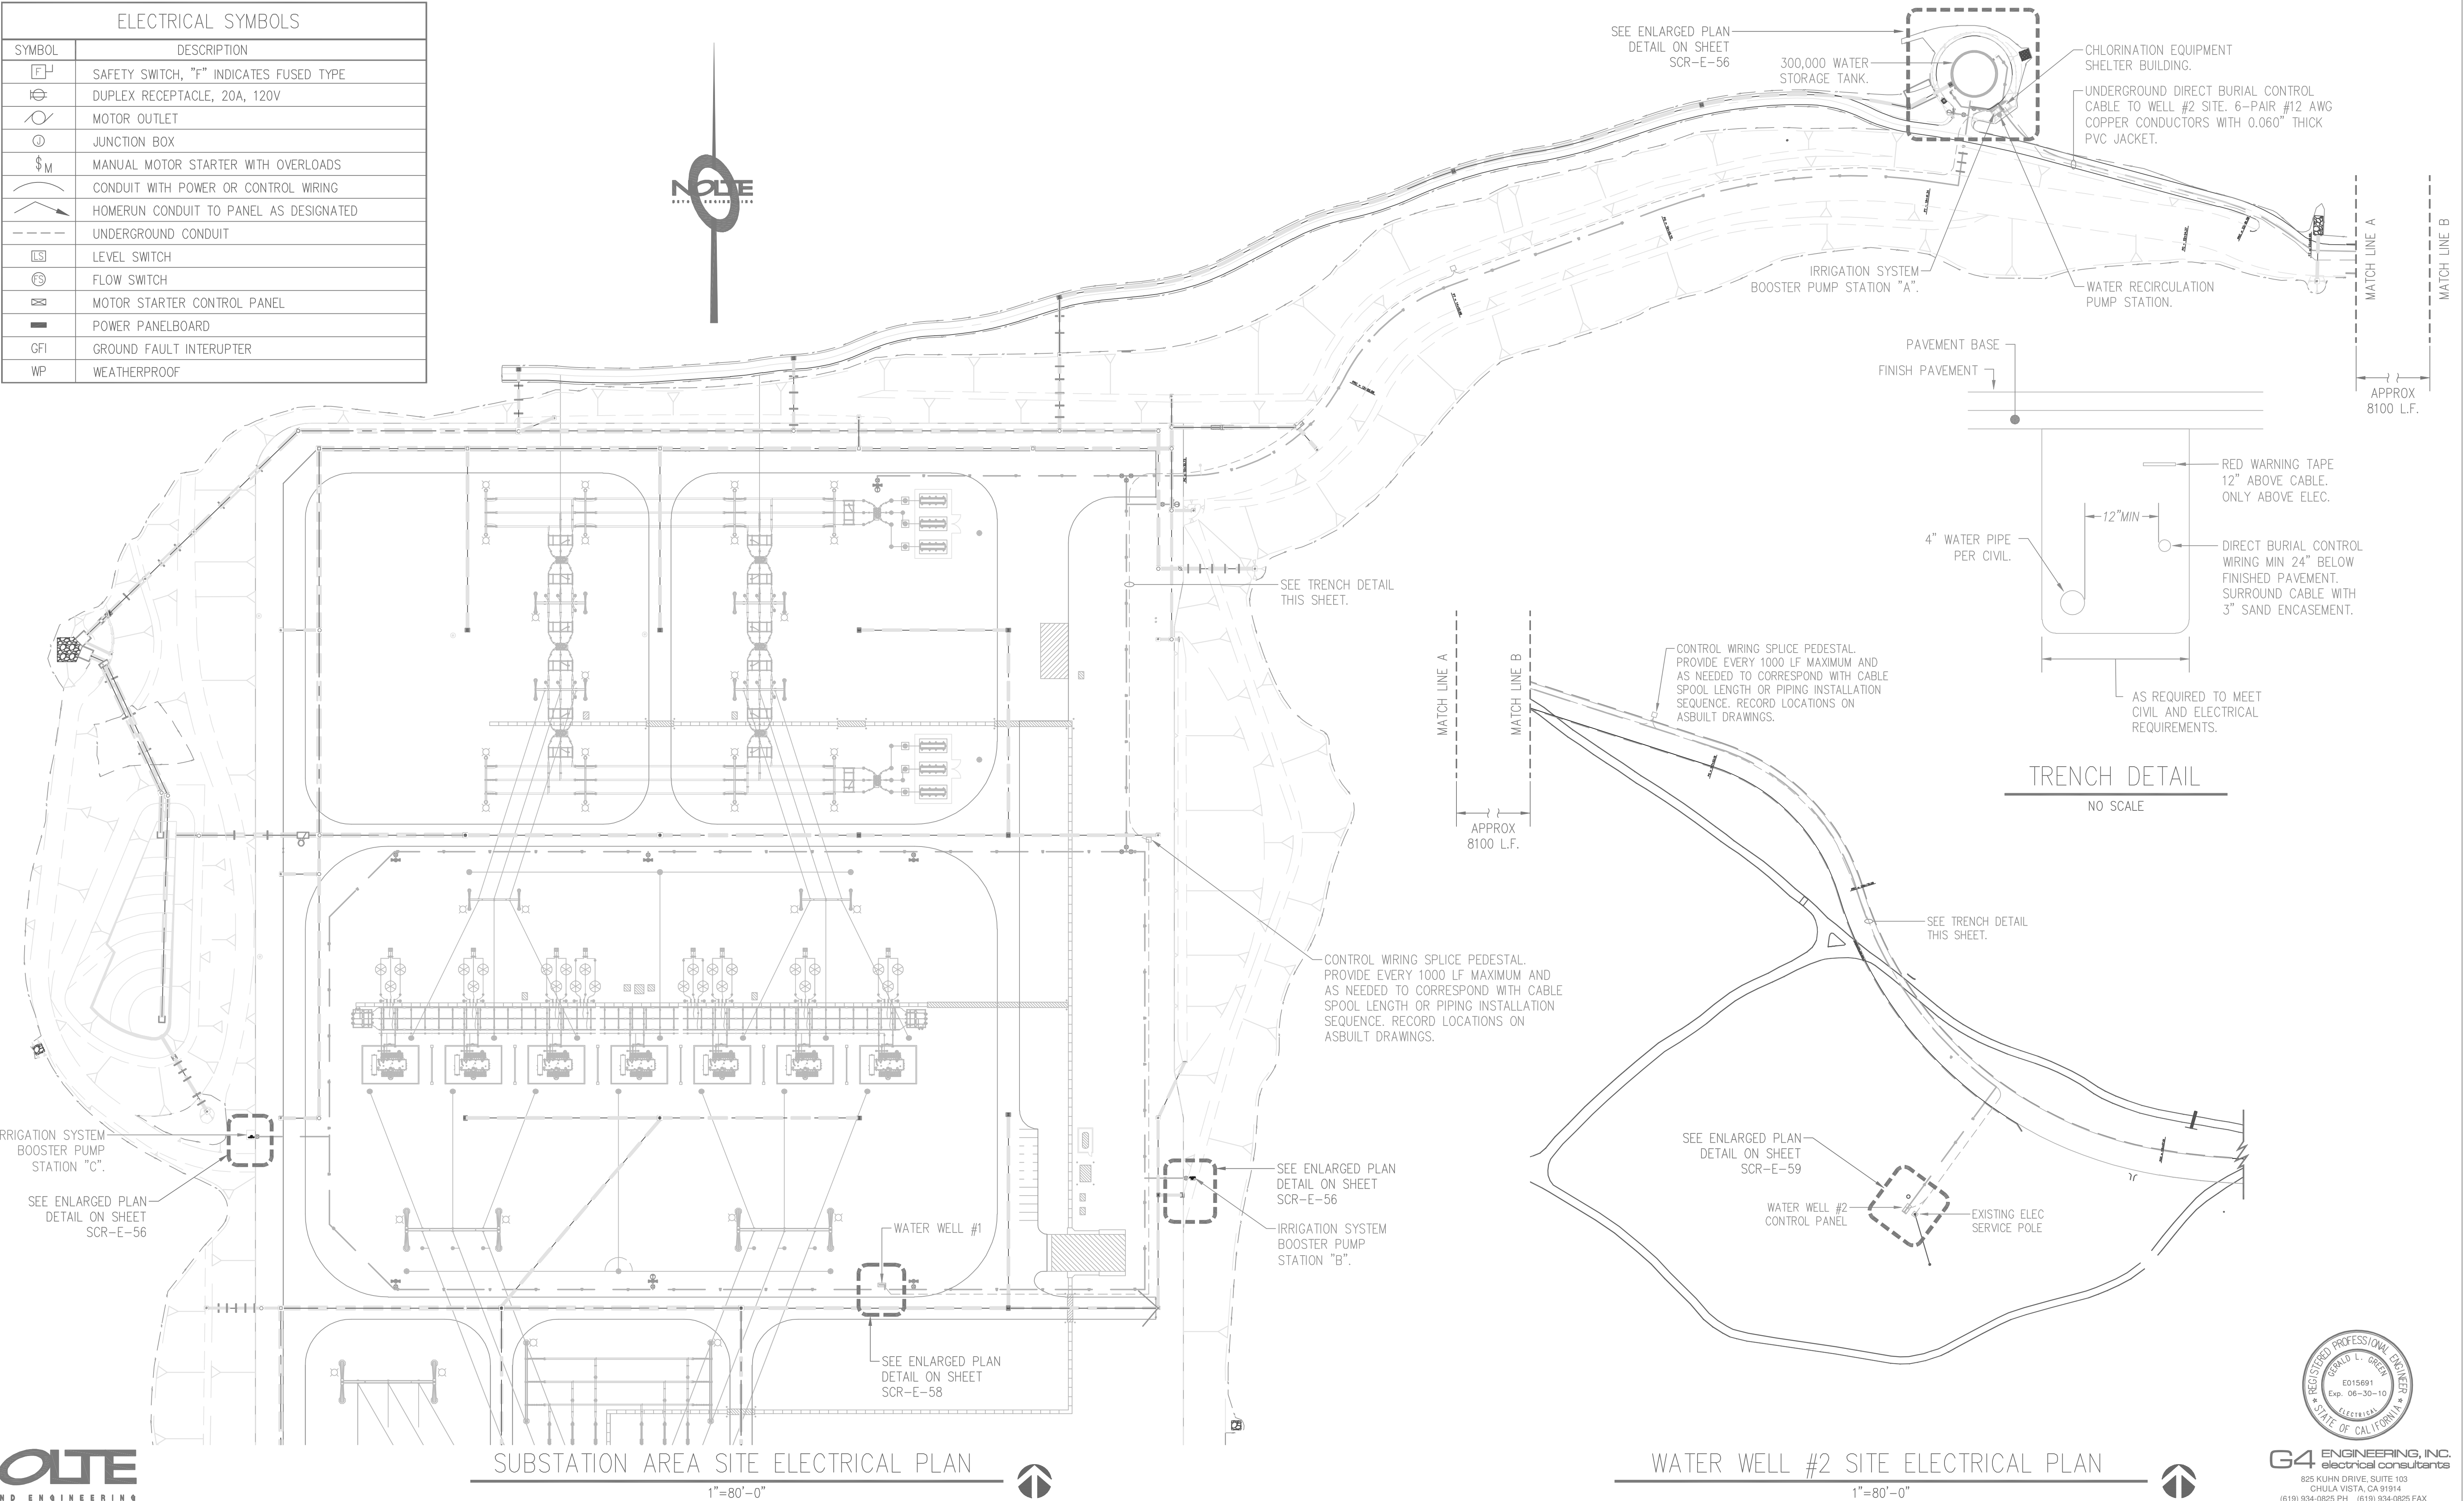 ELECTRICAL SYMBOLS
SYMBOL DESCRIPTION
F SAFETY SWITCH, "F" INDICATES FUSED TYPE
DUPLEX RECEPTACLE, 20A, 120V
MOTOR OUTLET
J JUNCTION BOX
$M MANUAL MOTOR STARTER WITH OVERLOADS
CONDUIT WITH POWER OR CONTROL WIRING
HOMERUN CONDUIT TO PANEL AS DESIGNATED
UNDERGROUND CONDUIT
LS LEVEL SWITCH
FS FLOW SWITCH
MOTOR STARTER CONTROL PANEL
POWER PANELBOARD
GFI GROUND FAULT INTERUPTER
WP WEATHERPROOF
NOLTE
SEE ENLARGED PLAN
DETAIL ON SHEET
SCR-E-56
300,000 WATER
STORAGE TANK.
CHLORINATION EQUIPMENT
SHELTER BUILDING.
UNDERGROUND DIRECT BURIAL CONTROL
CABLE TO WELL #2 SITE. 6-PAIR #12 AWG
COPPER CONDUCTORS WITH 0.060" THICK
PVC JACKET.
IRRIGATION SYSTEM
BOOSTER PUMP STATION "A".
WATER RECIRCULATION
PUMP STATION.
MATCH LINE A
MATCH LINE B
APPROX
8100 L.F.
PAVEMENT BASE
FINISH PAVEMENT
RED WARNING TAPE
12" ABOVE CABLE.
ONLY ABOVE ELEC.
12"MIN
4" WATER PIPE
PER CIVIL.
DIRECT BURIAL CONTROL
WIRING MIN 24" BELOW
FINISHED PAVEMENT.
SURROUND CABLE WITH
3" SAND ENCASEMENT.
AS REQUIRED TO MEET
CIVIL AND ELECTRICAL
REQUIREMENTS.
TRENCH DETAIL
NO SCALE
SEE TRENCH DETAIL
THIS SHEET.
MATCH LINE A
MATCH LINE B
APPROX
8100 L.F.
CONTROL WIRING SPLICE PEDESTAL.
PROVIDE EVERY 1000 LF MAXIMUM AND
AS NEEDED TO CORRESPOND WITH CABLE
SPOOL LENGTH OR PIPING INSTALLATION
SEQUENCE. RECORD LOCATIONS ON
ASBUILT DRAWINGS.
SEE TRENCH DETAIL
THIS SHEET.
CONTROL WIRING SPLICE PEDESTAL.
PROVIDE EVERY 1000 LF MAXIMUM AND
AS NEEDED TO CORRESPOND WITH CABLE
SPOOL LENGTH OR PIPING INSTALLATION
SEQUENCE. RECORD LOCATIONS ON
ASBUILT DRAWINGS.
RRIGATION SYSTEM
BOOSTER PUMP
STATION "C".
SEE ENLARGED PLAN
DETAIL ON SHEET
SCR-E-56
WATER WELL #1
SEE ENLARGED PLAN
DETAIL ON SHEET
SCR-E-58
SEE ENLARGED PLAN
DETAIL ON SHEET
SCR-E-56
IRRIGATION SYSTEM
BOOSTER PUMP
STATION "B".
SEE ENLARGED PLAN
DETAIL ON SHEET
SCR-E-59
WATER WELL #2
CONTROL PANEL
EXISTING ELEC
SERVICE POLE
SUBSTATION AREA SITE ELECTRICAL PLAN
1"=80'-0"
WATER WELL #2 SITE ELECTRICAL PLAN
1"=80'-0"
OLTE
ND ENGINEERING
REGISTERED PROFESSIONAL ENGINEER
GERALD L. GREEN
E015691
Exp. 06-30-10
ELECTRICAL
STATE OF CALIFORNIA
G4 ENGINEERING, INC.
electrical consultants
825 KUHN DRIVE, SUITE 103
CHULA VISTA, CA 91914
(619) 934-0825 PH (619) 934-0825 FAX